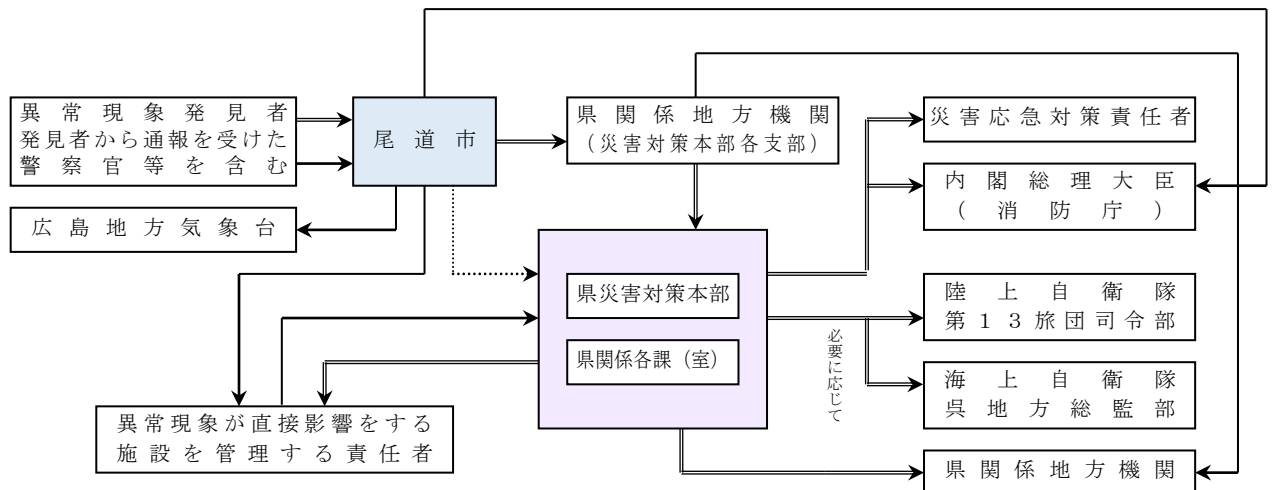 異常現象発見者
発見者から通報を受けた
警察官等を含む
尾道市
県関係地方機関
（災害対策本部各支部）
災害応急対策責任者
内閣総理大臣
（消防庁）
広島地方気象台
県災害対策本部
県関係各課（室）
陸上自衛隊
第１３旅団司令部
必要に応じて
海上自衛隊
呉地方総監部
異常現象が直接影響をする
施設を管理する責任者
県関係地方機関